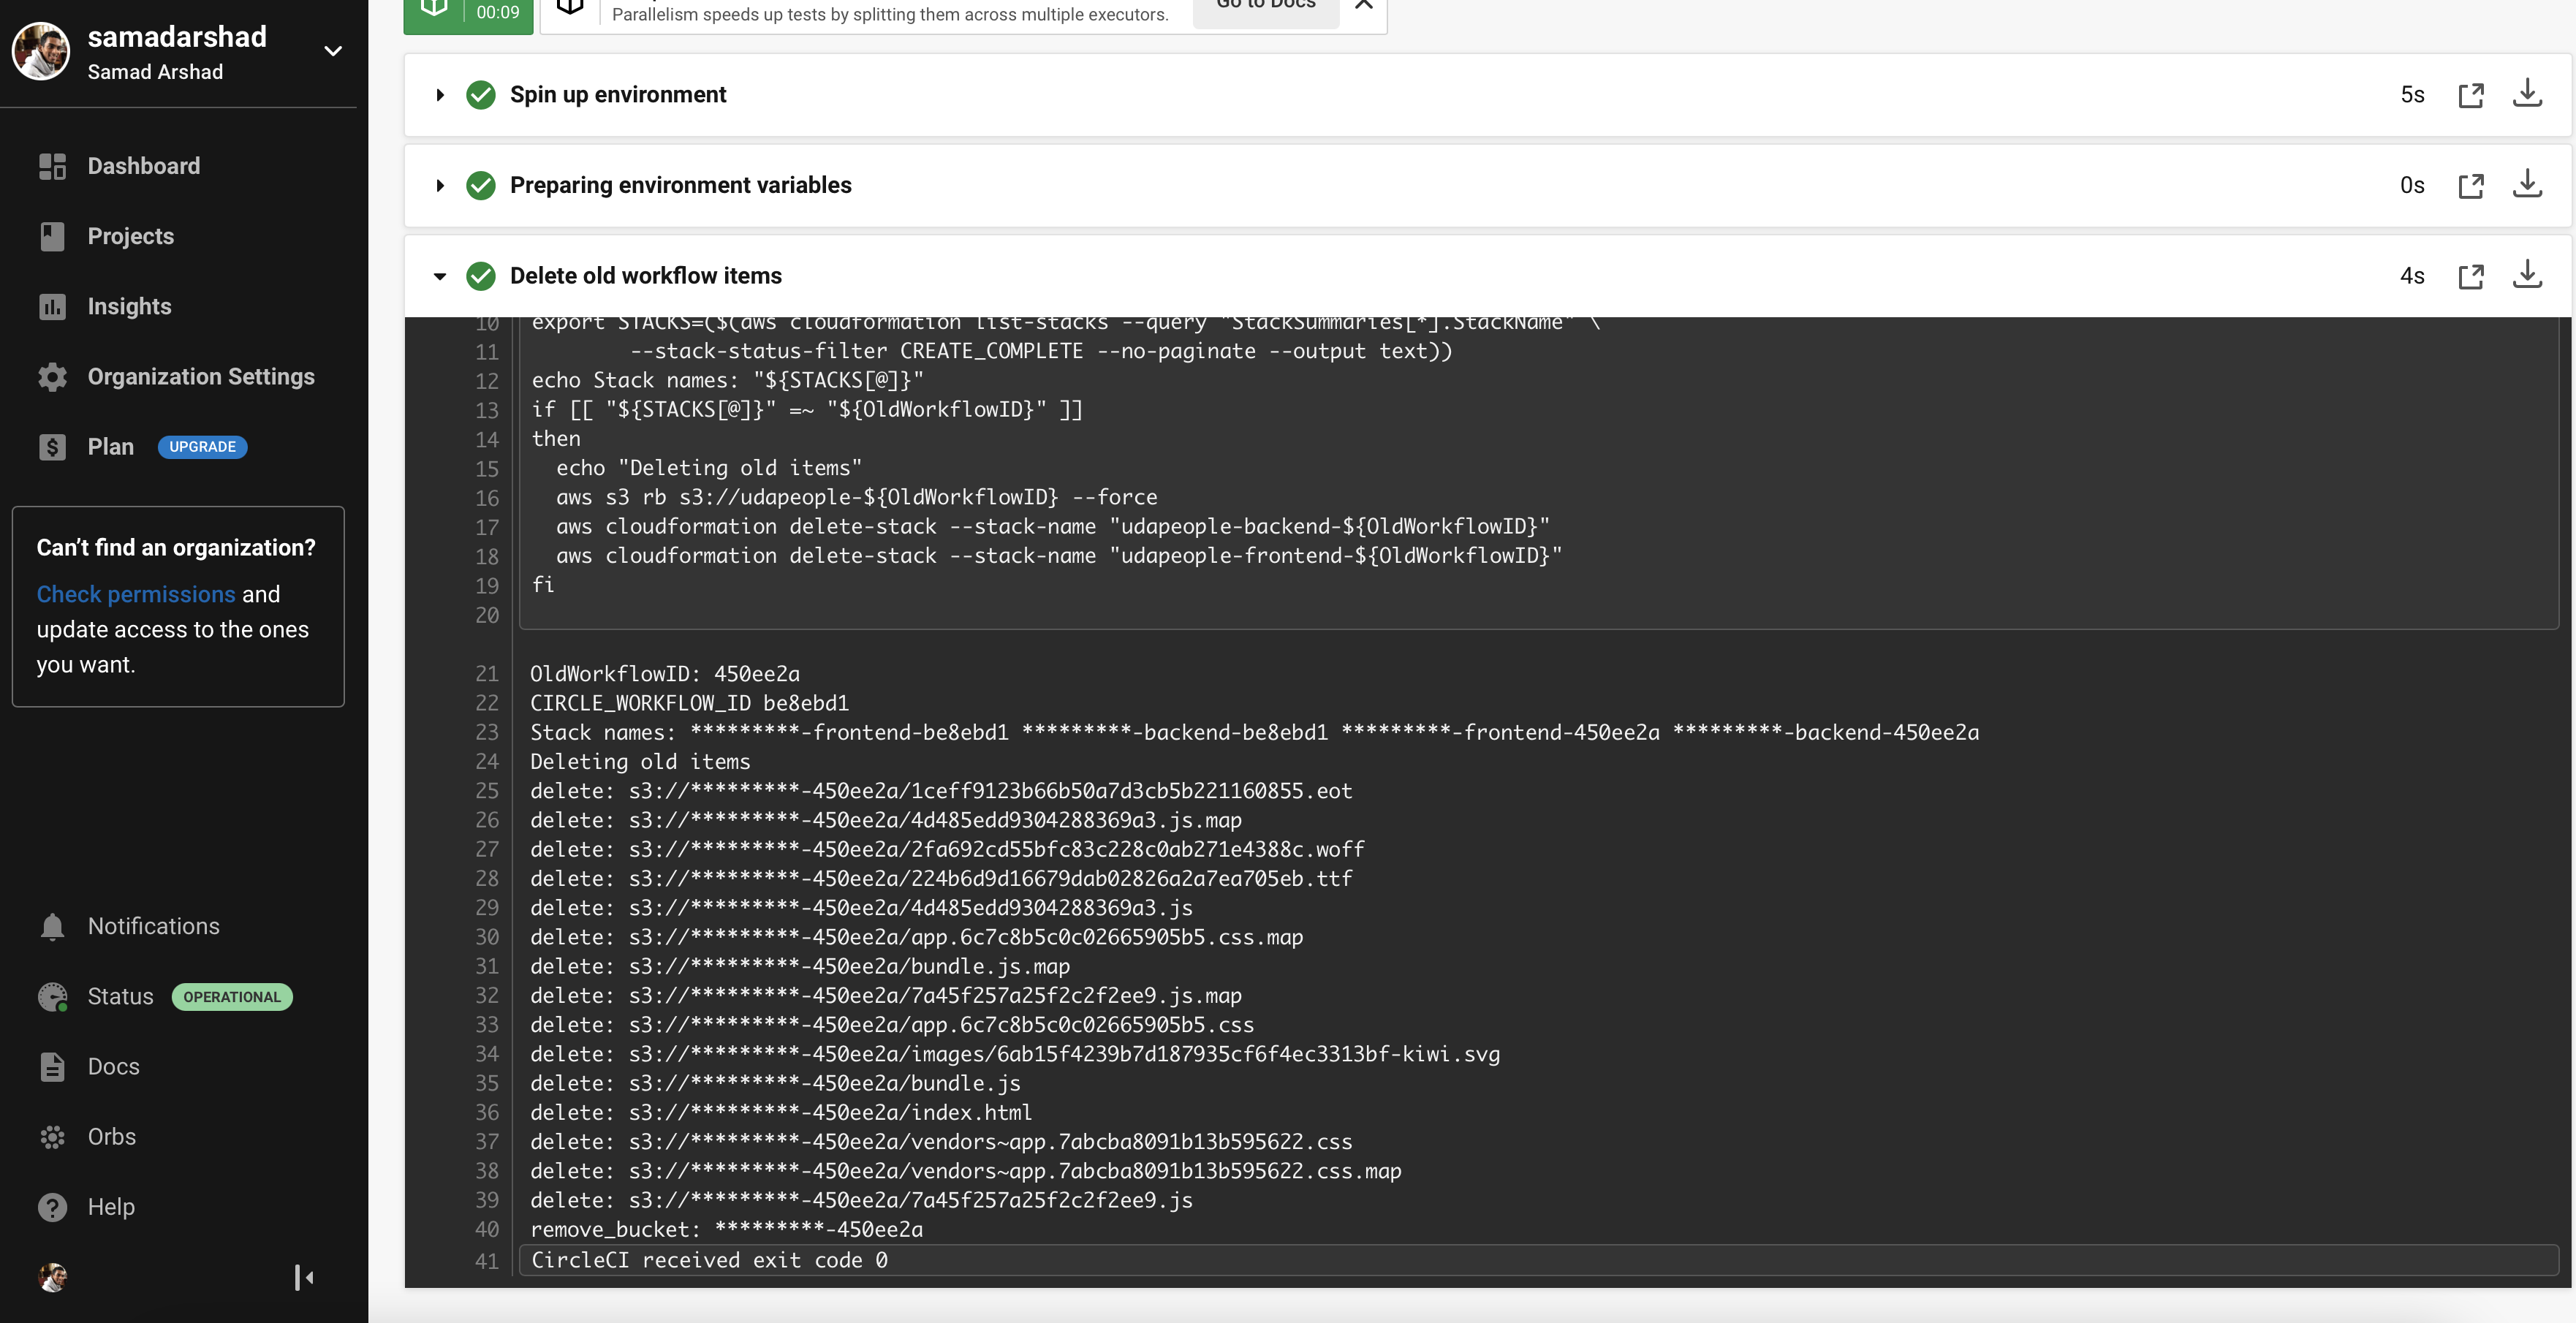 samadarshad
Samad Arshad
Dashboard
Projects
Insights
Organization Settings
Plan UPGRADE
Can't find an organization?
Check permissions and
update access to the ones
you want.
Notifications
Status OPERATIONAL
Docs
Orbs
Help
00:09
Parallelism speeds up tests by splitting them across multiple executors.
Go to Docs
Spin up environment 5s
Preparing environment variables 0s
Delete old workflow items 4s
10 export STACKS=($(aws cloudformation list-stacks --query "StackSummaries[*].StackName" \
11 --stack-status-filter CREATE_COMPLETE --no-paginate --output text))
12 echo Stack names: "${STACKS[@]}"
13 if [[ "${STACKS[@]}" =~ "${OldWorkflowID}" ]]
14 then
15 echo "Deleting old items"
16 aws s3 rb s3://udapeople-${OldWorkflowID} --force
17 aws cloudformation delete-stack --stack-name "udapeople-backend-${OldWorkflowID}"
18 aws cloudformation delete-stack --stack-name "udapeople-frontend-${OldWorkflowID}"
19 fi
20
21 OldWorkflowID: 450ee2a
22 CIRCLE_WORKFLOW_ID be8ebd1
23 Stack names: *********-frontend-be8ebd1 *********-backend-be8ebd1 *********-frontend-450ee2a *********-backend-450ee2a
24 Deleting old items
25 delete: s3://*********-450ee2a/1ceff9123b66b50a7d3cb5b221160855.eot
26 delete: s3://*********-450ee2a/4d485edd9304288369a3.js.map
27 delete: s3://*********-450ee2a/2fa692cd55bfc83c228c0ab271e4388c.woff
28 delete: s3://*********-450ee2a/224b6d9d16679dab02826a2a7ea705eb.ttf
29 delete: s3://*********-450ee2a/4d485edd9304288369a3.js
30 delete: s3://*********-450ee2a/app.6c7c8b5c0c02665905b5.css.map
31 delete: s3://*********-450ee2a/bundle.js.map
32 delete: s3://*********-450ee2a/7a45f257a25f2c2f2ee9.js.map
33 delete: s3://*********-450ee2a/app.6c7c8b5c0c02665905b5.css
34 delete: s3://*********-450ee2a/images/6ab15f4239b7d187935cf6f4ec3313bf-kiwi.svg
35 delete: s3://*********-450ee2a/bundle.js
36 delete: s3://*********-450ee2a/index.html
37 delete: s3://*********-450ee2a/vendors~app.7abcba8091b13b595622.css
38 delete: s3://*********-450ee2a/vendors~app.7abcba8091b13b595622.css.map
39 delete: s3://*********-450ee2a/7a45f257a25f2c2f2ee9.js
40 remove_bucket: *********-450ee2a
41 CircleCI received exit code 0